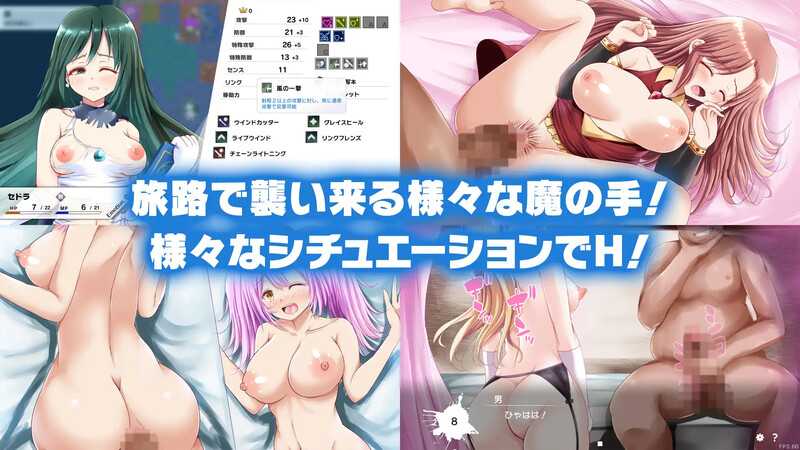 0
攻撃 23 +10
防御 21 +3
特殊攻撃 26 +5
特殊防御 13 +3
センス 11
リンク
移動力
風の一撃
ウインドカッター
グレイスヒール
ライブウインド
リンクフレンズ
チェーンライトニング
セドラ
HP 7 / 22 MP 6 / 21
旅路で襲い来る様々な魔の手!
様々なシチュエーションでH!
男
ひゃはは!
8
FPS 60